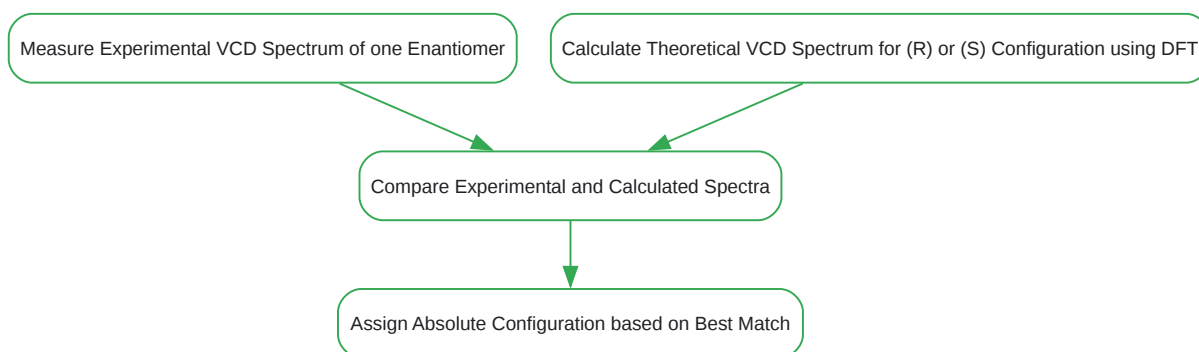 Measure Experimental VCD Spectrum of one Enantiomer
Calculate Theoretical VCD Spectrum for (R) or (S) Configuration using DFT
Compare Experimental and Calculated Spectra
Assign Absolute Configuration based on Best Match